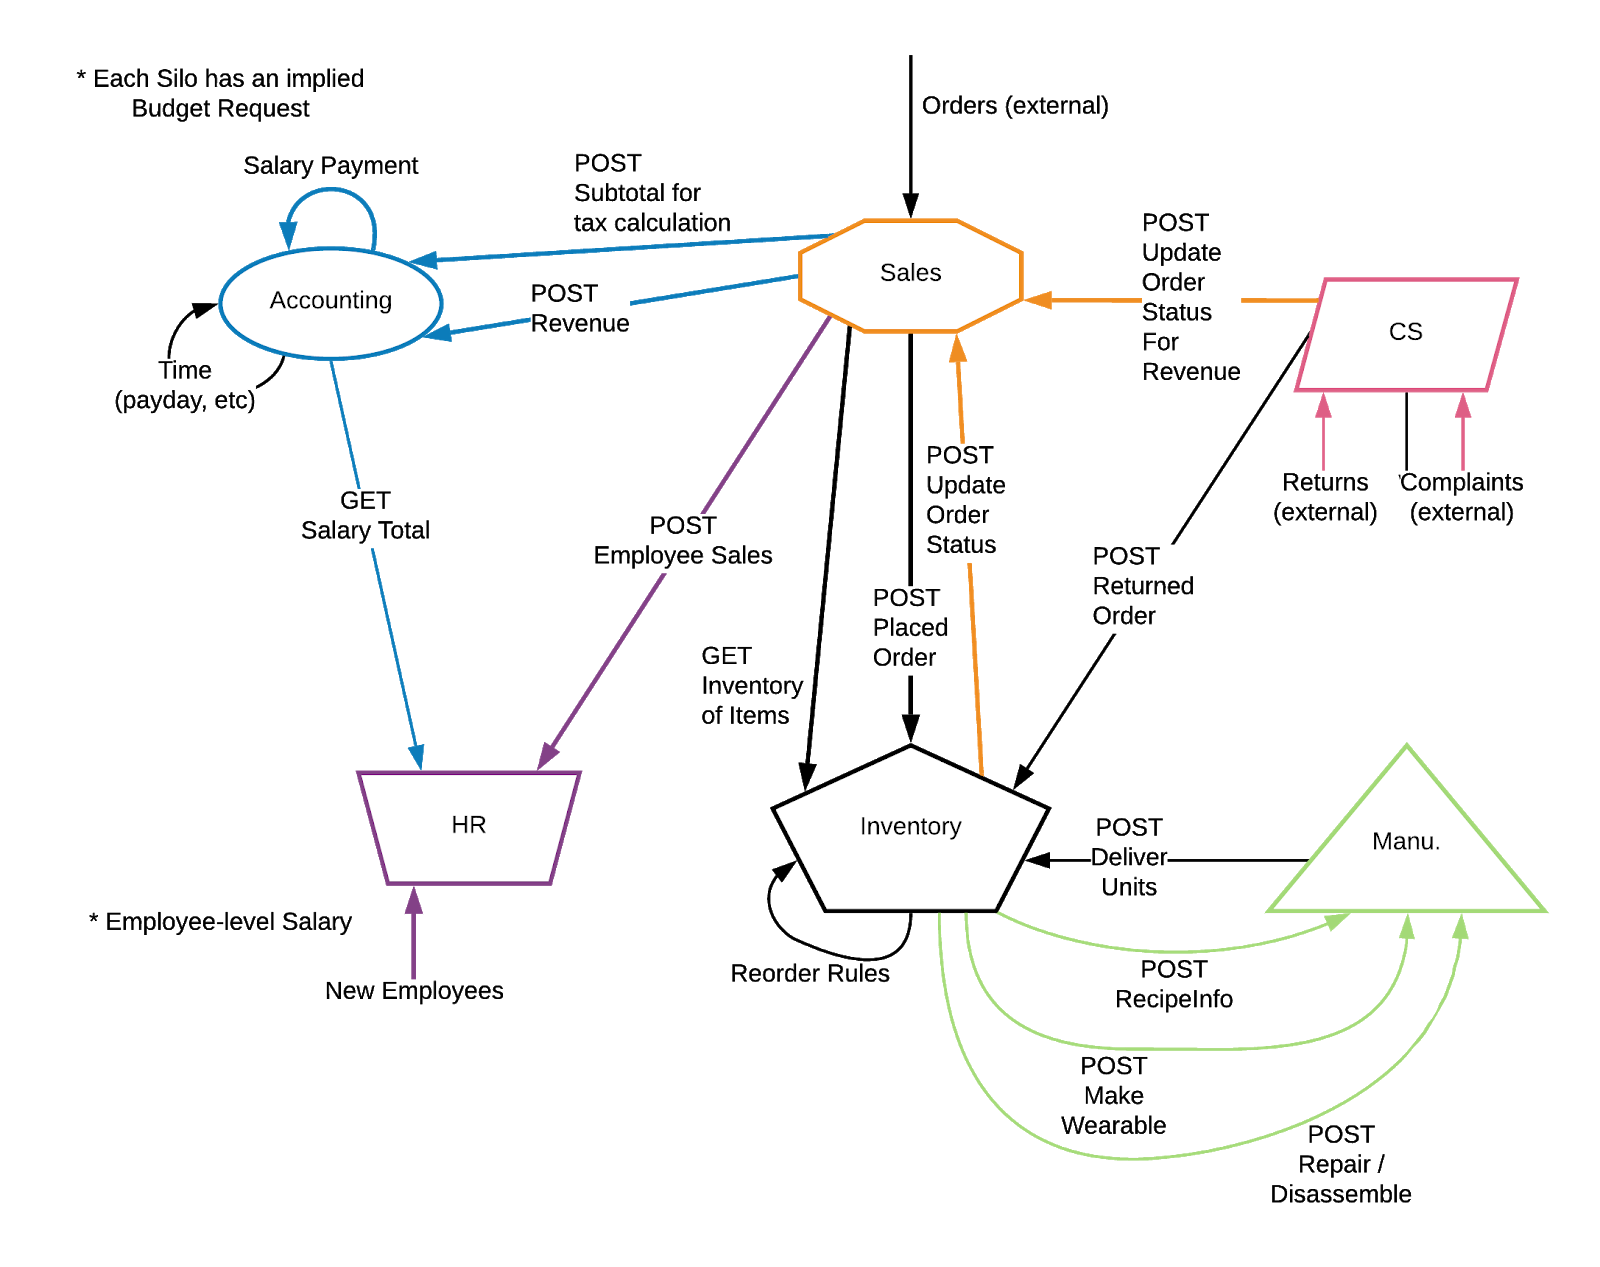 * Each Silo has an implied
Budget Request
Orders (external)
Salary Payment
POST
Subtotal for
tax calculation
POST
Update
Order
Status
For
Revenue
Sales
Accounting
POST
Revenue
CS
Time
(payday, etc)
GET
Salary Total
POST
Employee Sales
POST
Update
Order
Status
Returns
(external)
Complaints
(external)
POST
Returned
Order
POST
Placed
Order
GET
Inventory
of Items
HR
Inventory
POST
Deliver
Units
Manu.
* Employee-level Salary
New Employees
Reorder Rules
POST
RecipeInfo
POST
Make
Wearable
POST
Repair /
Disassemble